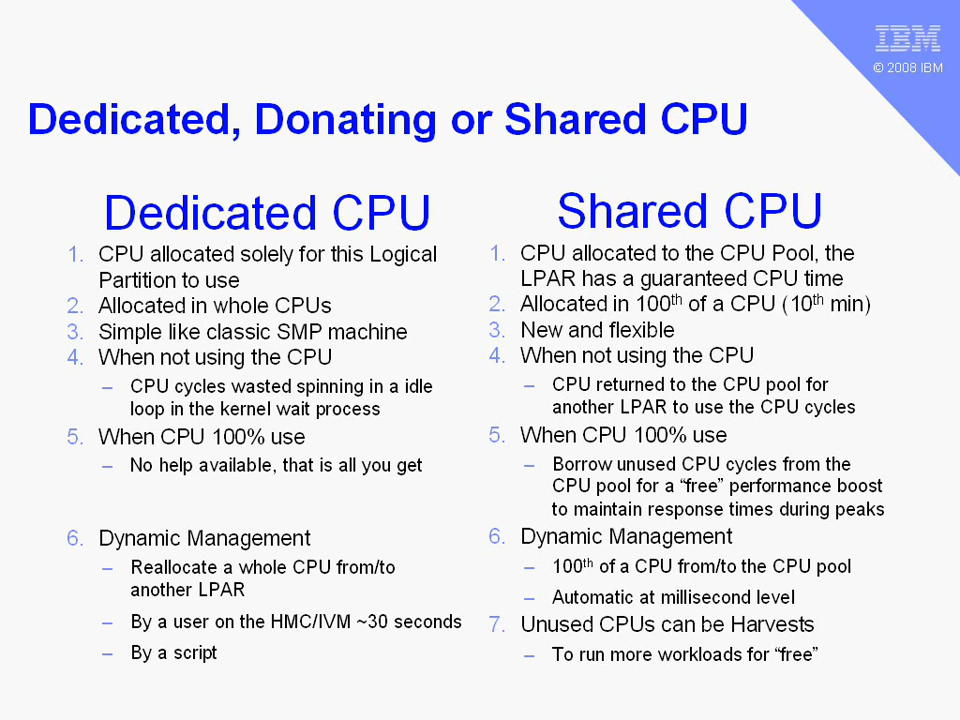 IBM
© 2008 IBM
Dedicated, Donating or Shared CPU
Dedicated CPU
1. CPU allocated solely for this Logical
Partition to use
2. Allocated in whole CPUs
3. Simple like classic SMP machine
4. When not using the CPU
– CPU cycles wasted spinning in a idle
loop in the kernel wait process
5. When CPU 100% use
– No help available, that is all you get
6. Dynamic Management
– Reallocate a whole CPU from/to
another LPAR
– By a user on the HMC/IVM ~30 seconds
– By a script
Shared CPU
1. CPU allocated to the CPU Pool, the
LPAR has a guaranteed CPU time
2. Allocated in 100th of a CPU (10th min)
3. New and flexible
4. When not using the CPU
– CPU returned to the CPU pool for
another LPAR to use the CPU cycles
5. When CPU 100% use
– Borrow unused CPU cycles from the
CPU pool for a “free” performance boost
to maintain response times during peaks
6. Dynamic Management
– 100th of a CPU from/to the CPU pool
– Automatic at millisecond level
7. Unused CPUs can be Harvests
– To run more workloads for “free”